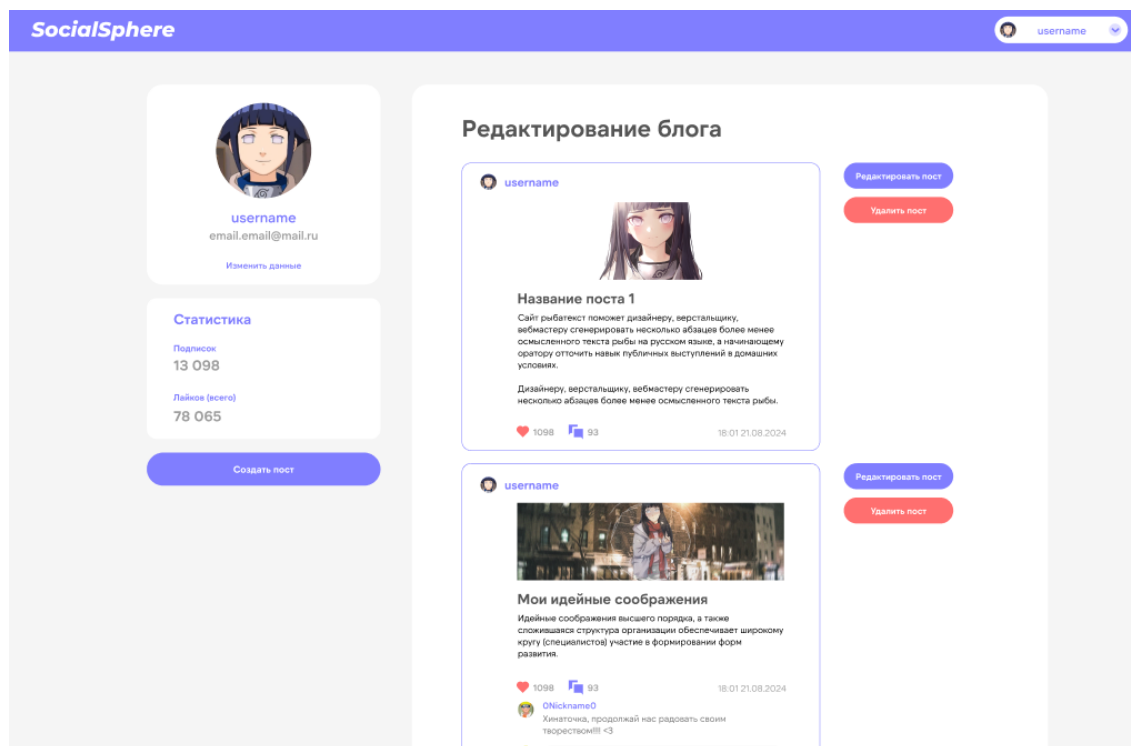 SocialSphere
username
username
email.email@mail.ru
Изменить данные
Статистика
Подписок
13 098
Лайков (всего)
78 065
Создать пост
Редактирование блога
username
Название поста 1
Сайт рыбатекст поможет дизайнеру, верстальщику,
вебмастеру сгенерировать несколько абзацев более менее
осмысленного текста рыбы на русском языке, а начинающему
оратору отточить навык публичных выступлений в домашних
условиях.
Дизайнеру, верстальщику, вебмастеру сгенерировать
несколько абзацев более менее осмысленного текста рыбы.
1098 93 18:01 21.08.2024
Редактировать пост
Удалить пост
username
Мои идейные соображения
Идейные соображения высшего порядка, а также
сложившаяся структура организации обеспечивает широкому
кругу (специалистов) участие в формировании форм
развития.
1098 93 18:01 21.08.2024
0Nickname0
Хинаточка, продолжай нас радовать своим
твореством!!! <3
Редактировать пост
Удалить пост